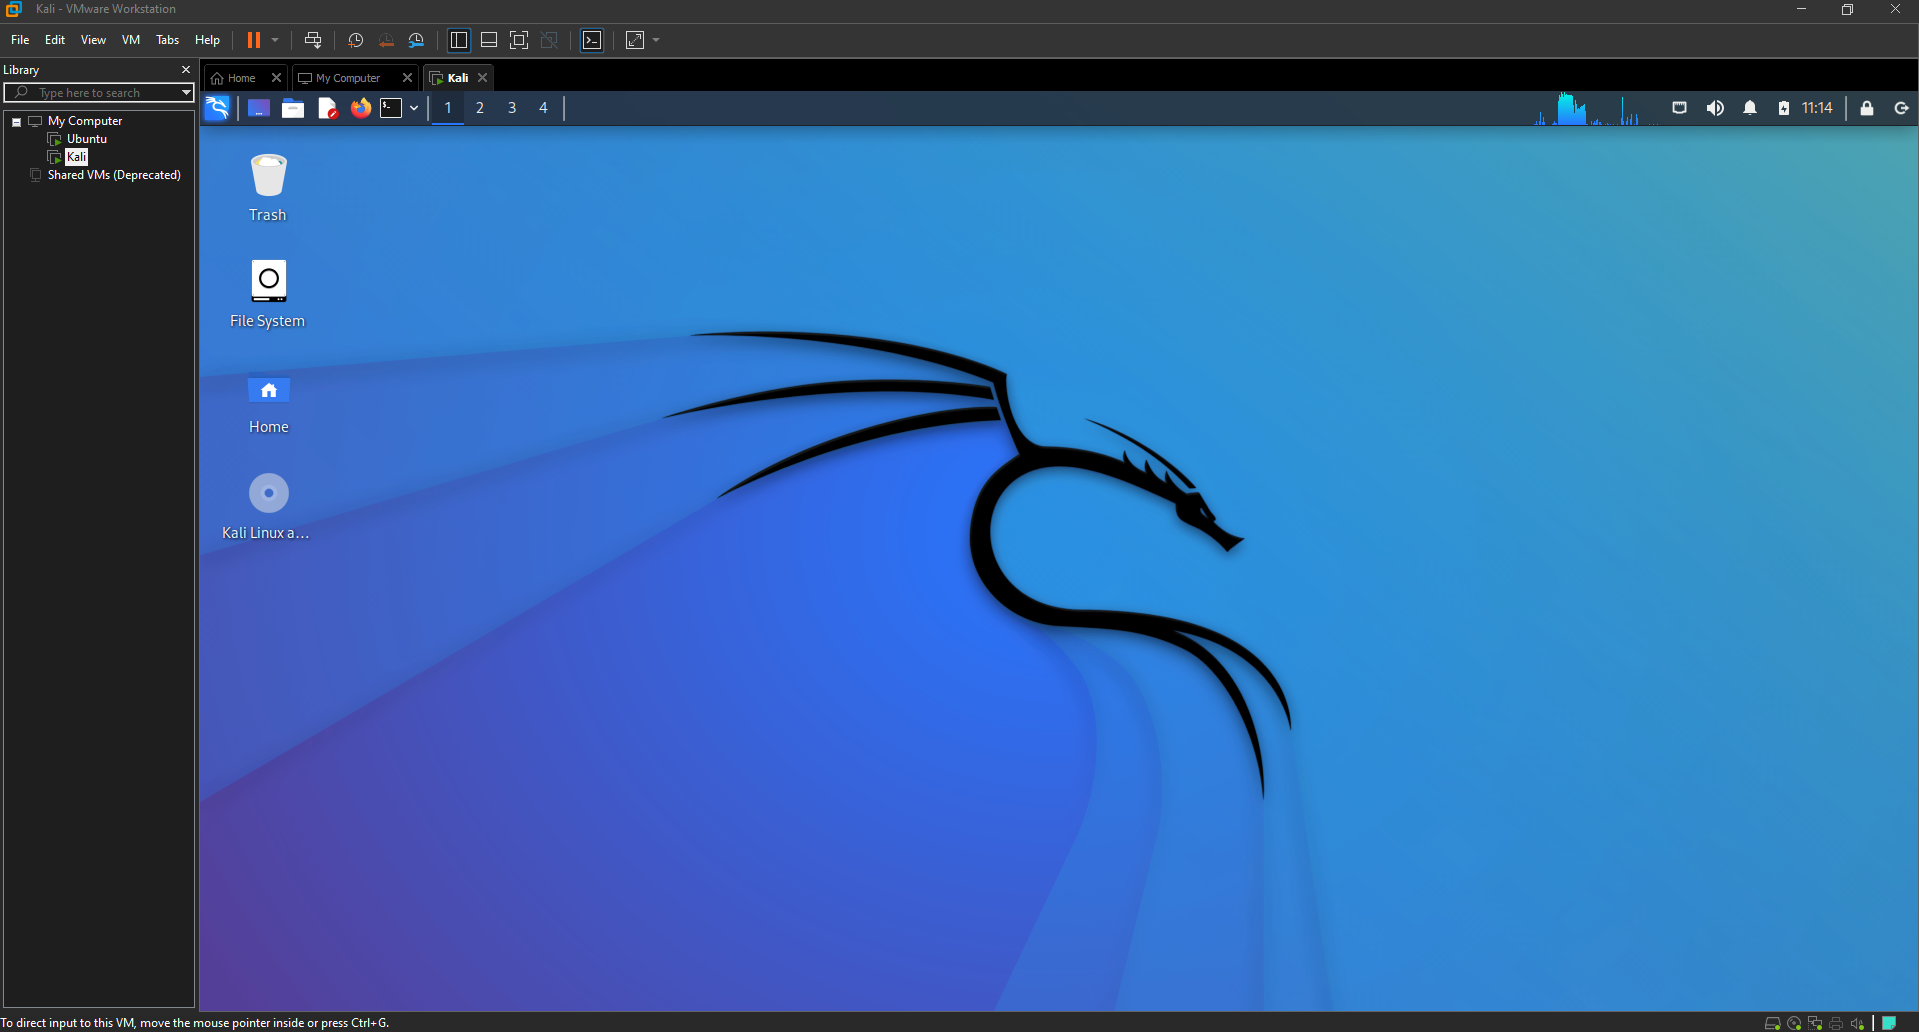 Kali - VMware Workstation
File Edit View VM Tabs Help
Library
Type here to search
My Computer
Ubuntu
Kali
Shared VMs (Deprecated)
Home My Computer Kali
1 2 3 4 11:14
Trash
File System
Home
Kali Linux a...
To direct input to this VM, move the mouse pointer inside or press Ctrl+G.